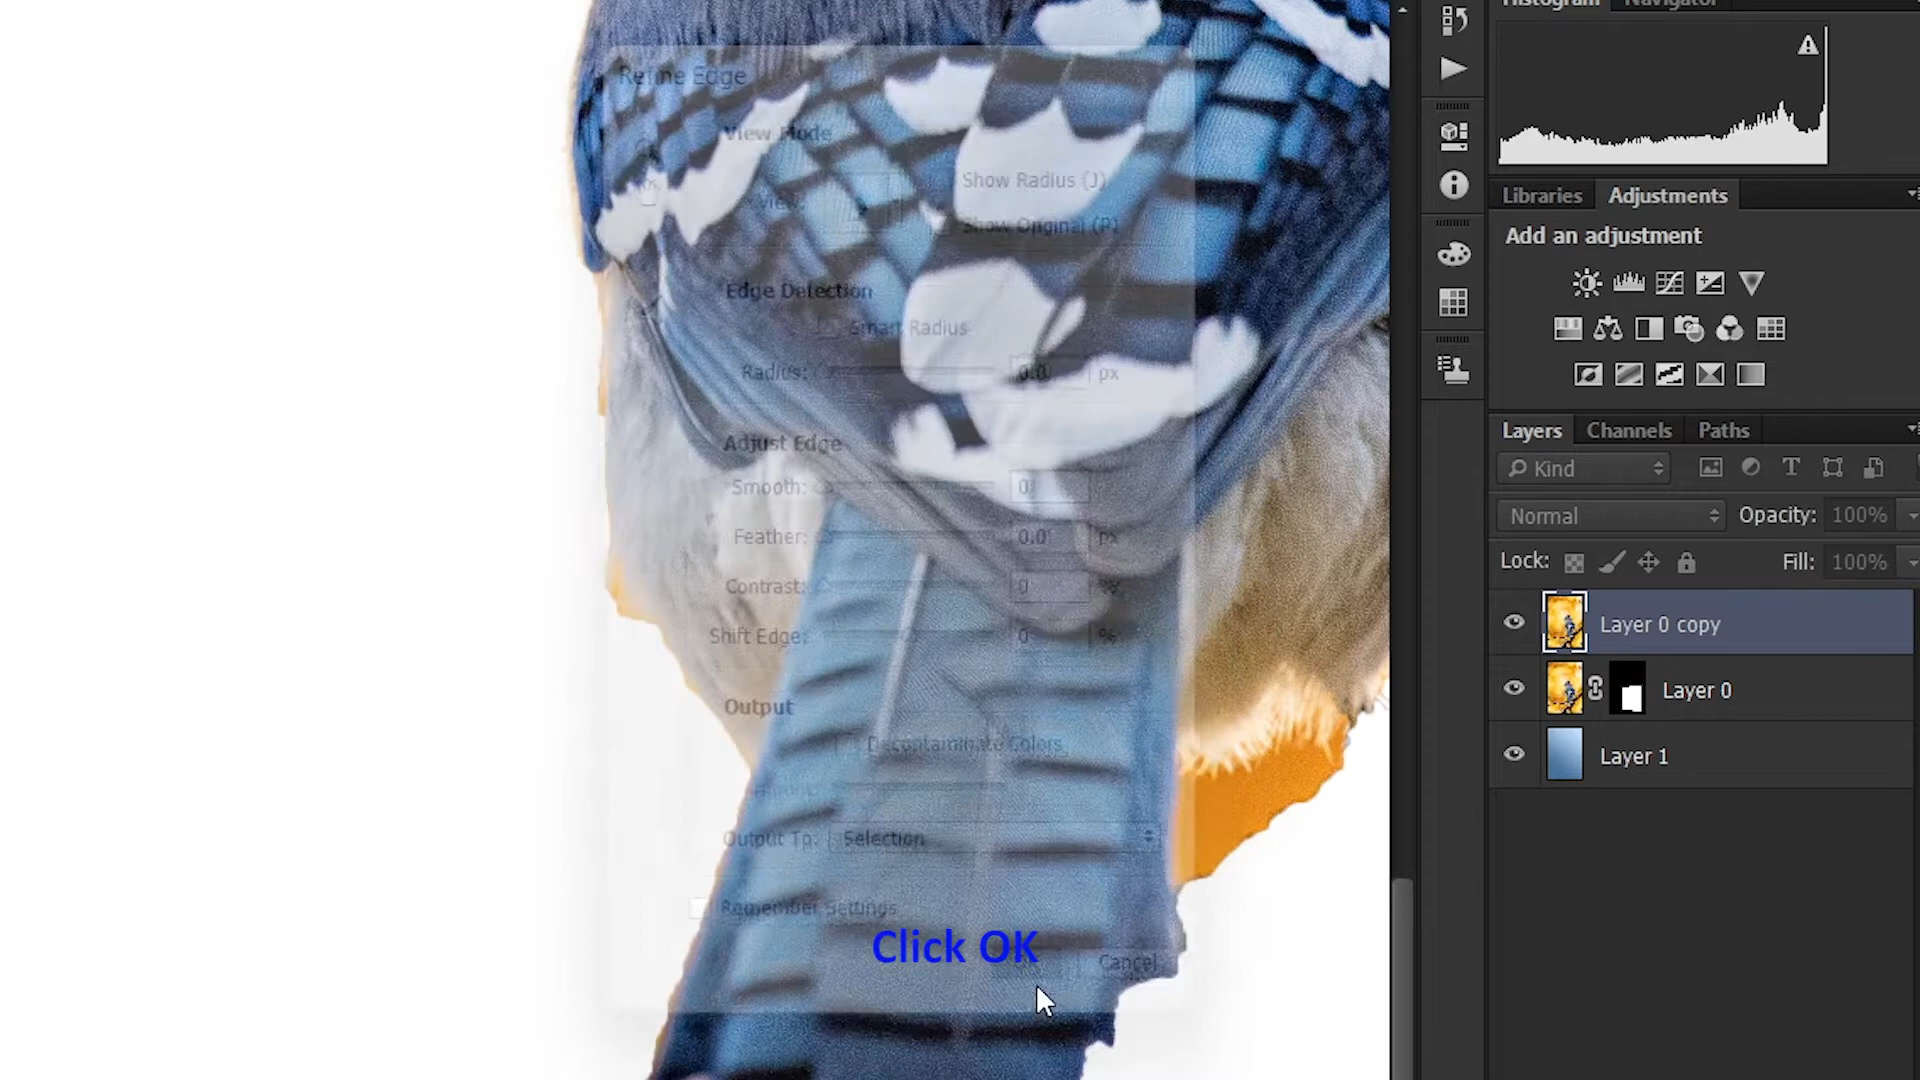 Histogram Navigator
Refine Edge
View Mode
View:
Show Radius (J)
Show Original (P)
Edge Detection
Smart Radius
Radius: 0.0 px
Adjust Edge
Smooth: 0
Feather: 0.0 px
Contrast: 0 %
Shift Edge: 0 %
Output
Decontaminate Colors
Output To: Selection
Remember Settings
Click OK
Cancel
Libraries Adjustments
Add an adjustment
Layers Channels Paths
Kind
Normal Opacity: 100%
Lock: Fill: 100%
Layer 0 copy
Layer 0
Layer 1